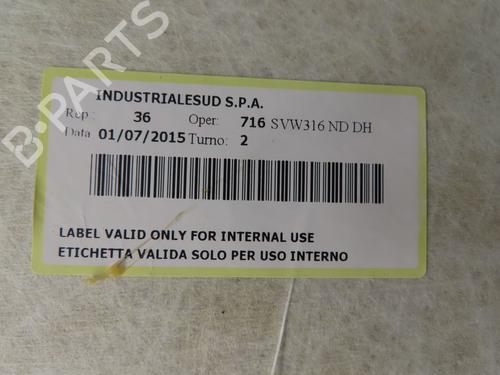 B-PARTS
INDUSTRIALESUD S.P.A.
Rep : 36 Oper: 716 SVW316 ND DH
Data 01/07/2015 Turno: 2
LABEL VALID ONLY FOR INTERNAL USE
ETICHETTA VALIDA SOLO PER USO INTERNO